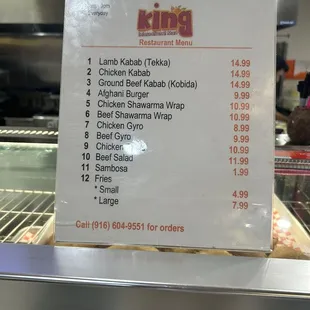 Everyday
King
Restaurant Menu
1 Lamb Kabab (Tekka) 14.99
2 Chicken Kabab 14.99
3 Ground Beef Kabab (Kobida) 14.99
4 Afghani Burger 9.99
5 Chicken Shawarma Wrap 10.99
6 Beef Shawarma Wrap 10.99
7 Chicken Gyro 8.99
8 Beef Gyro 9.99
9 10.99
10 Beef Salad 11.99
11 Sambosa 1.99
12 Fries
* Small 4.99
* Large 7.99
Call (916) 604-9551 for orders